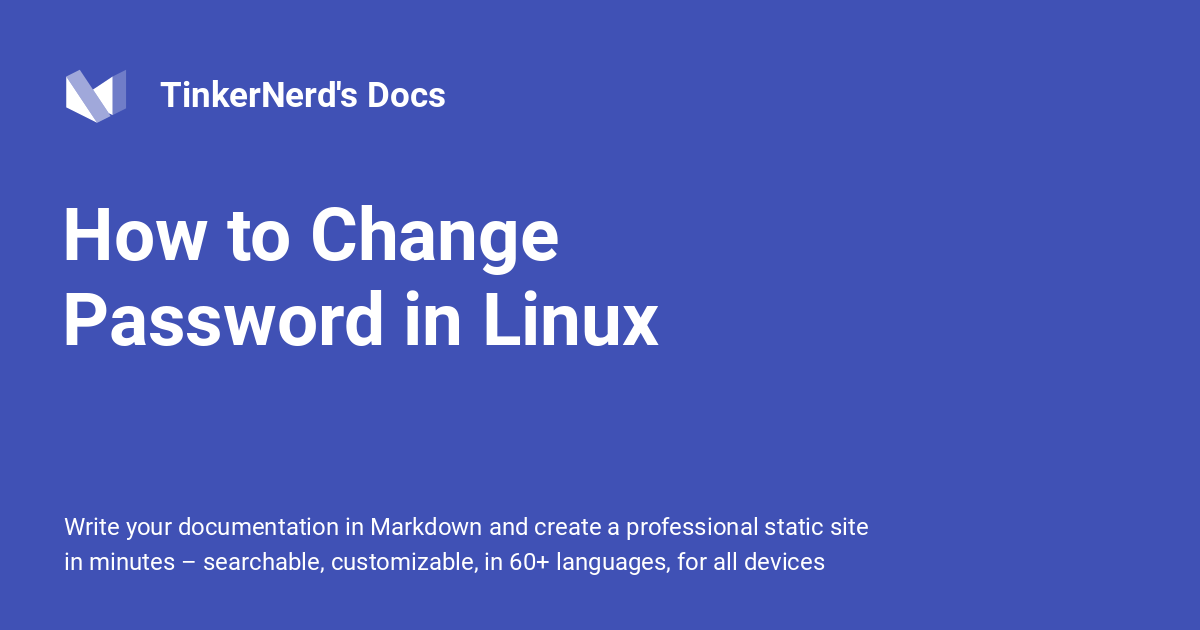 TinkerNerd's Docs
How to Change
Password in Linux
Write your documentation in Markdown and create a professional static site
in minutes – searchable, customizable, in 60+ languages, for all devices